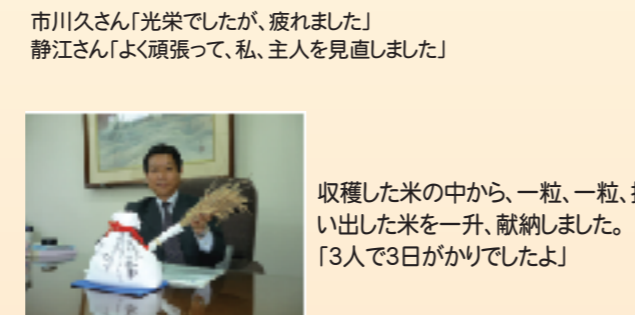 市川久さん「光栄でしたが、疲れました」
静江さん「よく頑張って、私、主人を見直しました」
収穫した米の中から、一粒、一粒、
い出した米を一升、献納しました。
「3人で3日がかりでしたよ」